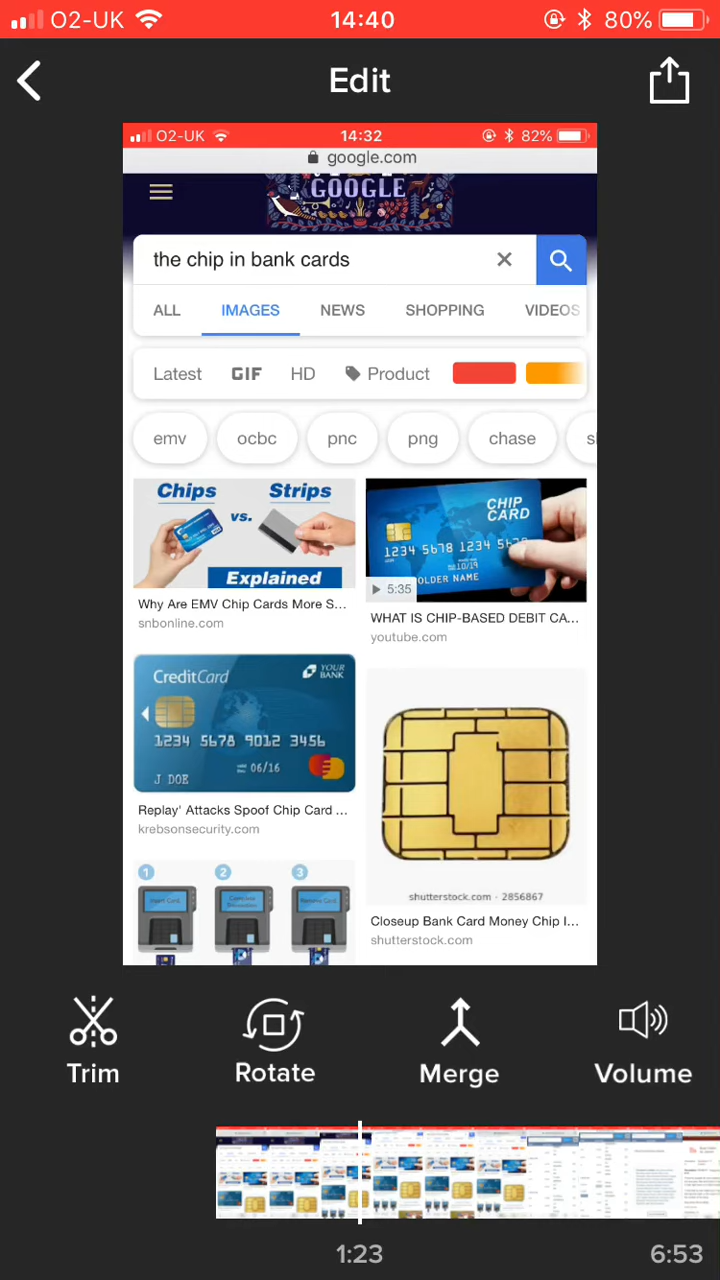 O2-UK 14:40 80%
Edit
O2-UK 14:32 82%
google.com
GOOGLE
the chip in bank cards
ALL IMAGES NEWS SHOPPING VIDEOS
Latest GIF HD Product
emv ocbc pnc png chase
Chips vs. Strips
Explained
Why Are EMV Chip Cards More S...
snbonline.com
CHIP
CARD
1234 5678 1234 567
10/19
OLDER NAME
5:35
WHAT IS CHIP-BASED DEBIT CA...
youtube.com
CreditCard YOUR
BANK
1234 5678 9012 3456
06/16
J DOE
Replay' Attacks Spoof Chip Card ...
krebsonsecurity.com
shutterstock.com · 2856867
Closeup Bank Card Money Chip I...
shutterstock.com
1 2 3
Insert Card
Trim Rotate Merge Volume
1:23 6:53